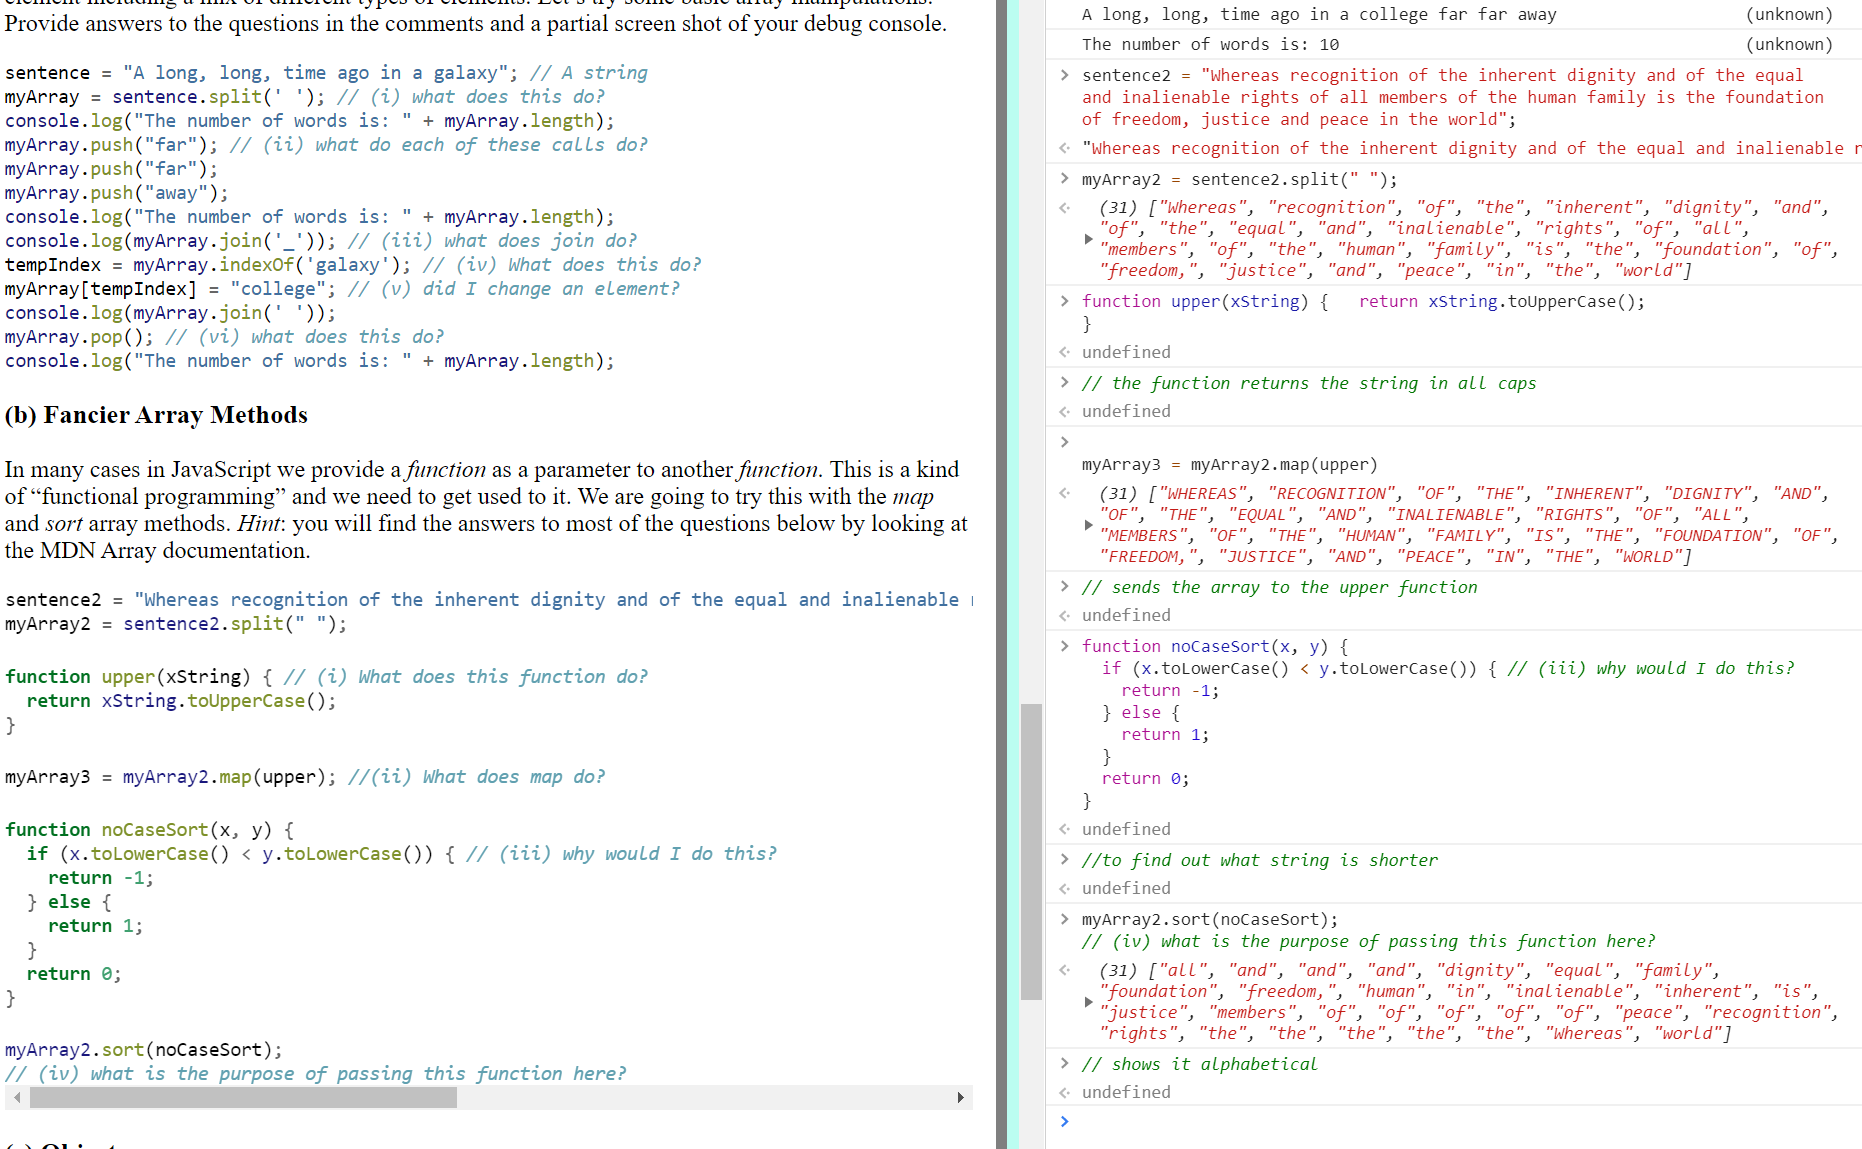 Provide answers to the questions in the comments and a partial screen shot of your debug console.
sentence = "A long, long, time ago in a galaxy"; // A string
myArray = sentence.split(' '); // (i) what does this do?
console.log("The number of words is: " + myArray.length);
myArray.push("far"); // (ii) what do each of these calls do?
myArray.push("far");
myArray.push("away");
console.log("The number of words is: " + myArray.length);
console.log(myArray.join('_')); // (iii) what does join do?
tempIndex = myArray.indexOf('galaxy'); // (iv) What does this do?
myArray[tempIndex] = "college"; // (v) did I change an element?
console.log(myArray.join(' '));
myArray.pop(); // (vi) what does this do?
console.log("The number of words is: " + myArray.length);
(b) Fancier Array Methods
In many cases in JavaScript we provide a function as a parameter to another function. This is a kind
of “functional programming” and we need to get used to it. We are going to try this with the map
and sort array methods. Hint: you will find the answers to most of the questions below by looking at
the MDN Array documentation.
sentence2 = "Whereas recognition of the inherent dignity and of the equal and inalienable
myArray2 = sentence2.split(" ");
function upper(xString) { // (i) What does this function do?
return xString.toUpperCase();
}
myArray3 = myArray2.map(upper); //(ii) What does map do?
function noCaseSort(x, y) {
if (x.toLowerCase() < y.toLowerCase()) { // (iii) why would I do this?
return -1;
} else {
return 1;
}
return 0;
}
myArray2.sort(noCaseSort);
// (iv) what is the purpose of passing this function here?
A long, long, time ago in a college far far away (unknown)
The number of words is: 10 (unknown)
> sentence2 = "Whereas recognition of the inherent dignity and of the equal
and inalienable rights of all members of the human family is the foundation
of freedom, justice and peace in the world";
"Whereas recognition of the inherent dignity and of the equal and inalienable r
> myArray2 = sentence2.split(" ");
(31) ["Whereas", "recognition", "of", "the", "inherent", "dignity", "and",
"of", "the", "equal", "and", "inalienable", "rights", "of", "all",
"members", "of", "the", "human", "family", "is", "the", "foundation", "of",
"freedom,", "justice", "and", "peace", "in", "the", "world"]
> function upper(xString) {   return xString.toUpperCase();
}
undefined
> // the function returns the string in all caps
undefined
>
myArray3 = myArray2.map(upper)
(31) ["WHEREAS", "RECOGNITION", "OF", "THE", "INHERENT", "DIGNITY", "AND",
"OF", "THE", "EQUAL", "AND", "INALIENABLE", "RIGHTS", "OF", "ALL",
"MEMBERS", "OF", "THE", "HUMAN", "FAMILY", "IS", "THE", "FOUNDATION", "OF",
"FREEDOM,", "JUSTICE", "AND", "PEACE", "IN", "THE", "WORLD"]
> // sends the array to the upper function
undefined
> function noCaseSort(x, y) {
if (x.toLowerCase() < y.toLowerCase()) { // (iii) why would I do this?
return -1;
} else {
return 1;
}
return 0;
}
undefined
> //to find out what string is shorter
undefined
> myArray2.sort(noCaseSort);
// (iv) what is the purpose of passing this function here?
(31) ["all", "and", "and", "and", "dignity", "equal", "family",
"foundation", "freedom,", "human", "in", "inalienable", "inherent", "is",
"justice", "members", "of", "of", "of", "of", "of", "peace", "recognition",
"rights", "the", "the", "the", "the", "the", "Whereas", "world"]
> // shows it alphabetical
undefined
>